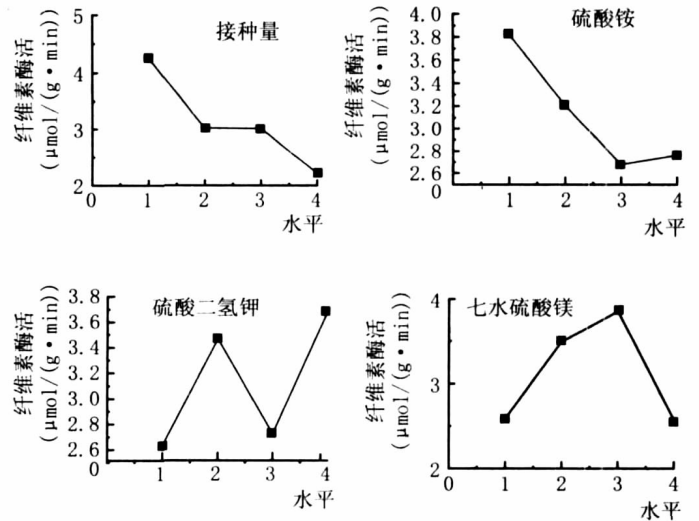 接种量
纤维素酶活
(μmol/(g·min))
5
4
3
2
0
1 2 3 4
水平
硫酸铵
纤维素酶活
(μmol/(g·min))
4.0
3.8
3.6
3.4
3.2
3.0
2.8
2.6
0
1 2 3 4
水平
硫酸二氢钾
纤维素酶活
(μmol/(g·min))
3.8
3.6
3.4
3.2
3.0
2.8
2.6
0
1 2 3 4
水平
七水硫酸镁
纤维素酶活
(μmol/(g·min))
4
3
2
0
1 2 3 4
水平